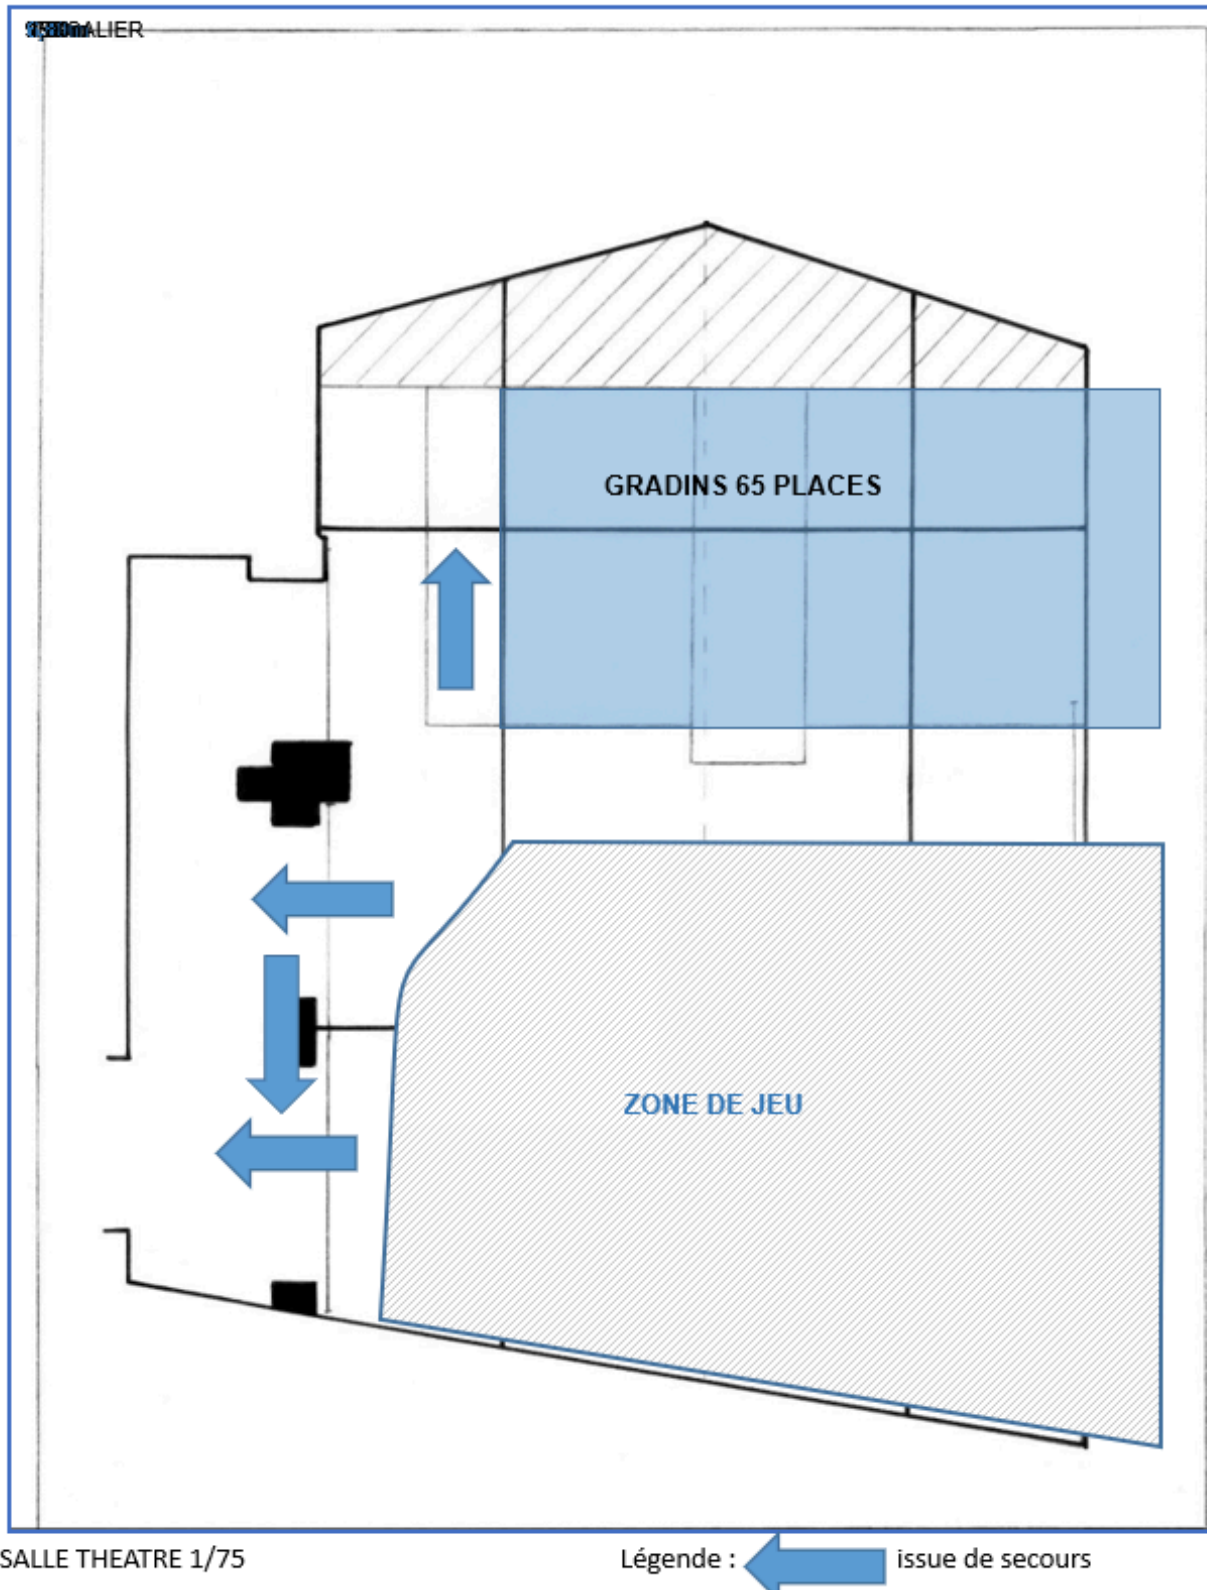 GRADINS 65 PLACES
ZONE DE JEU
SALLE THEATRE 1/75
Légende : issue de secours